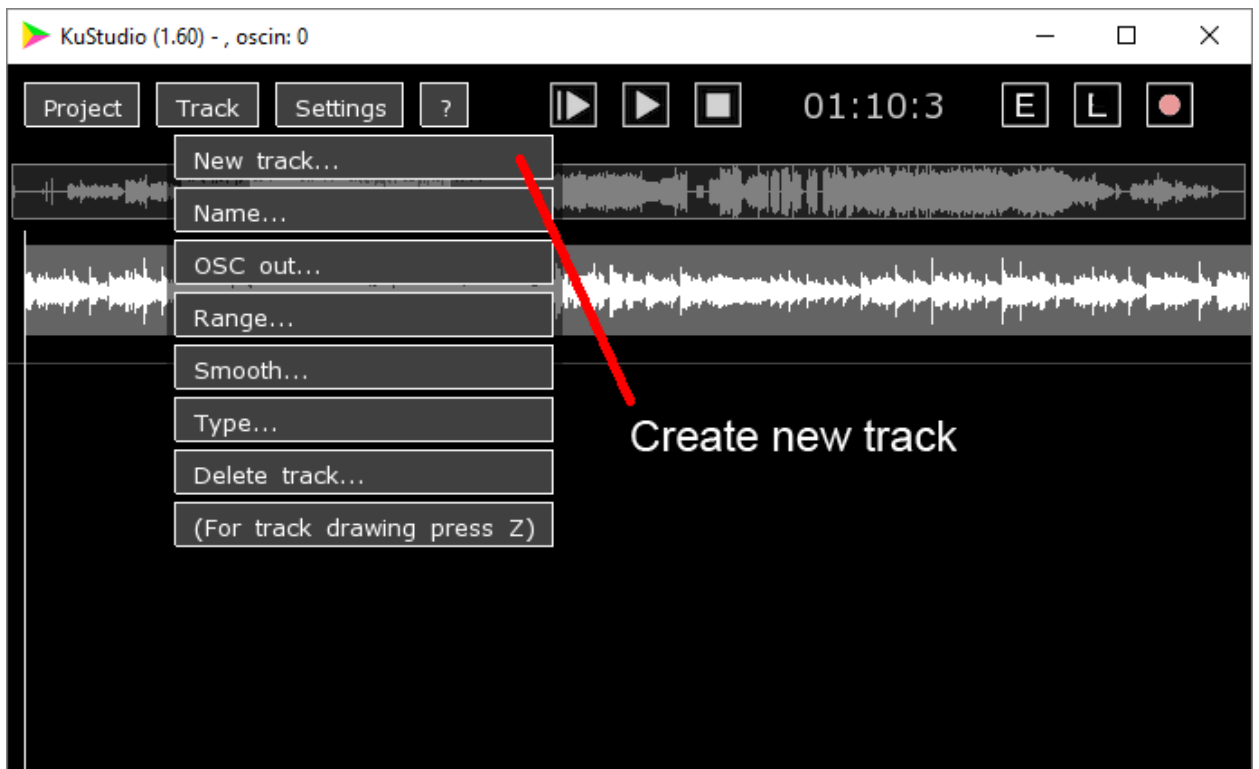 KuStudio (1.60) - , oscin: 0
Project Track Settings ? 01:10:3 E L
New track...
Name...
OSC out...
Range...
Smooth...
Type...
Create new track
Delete track...
(For track drawing press Z)